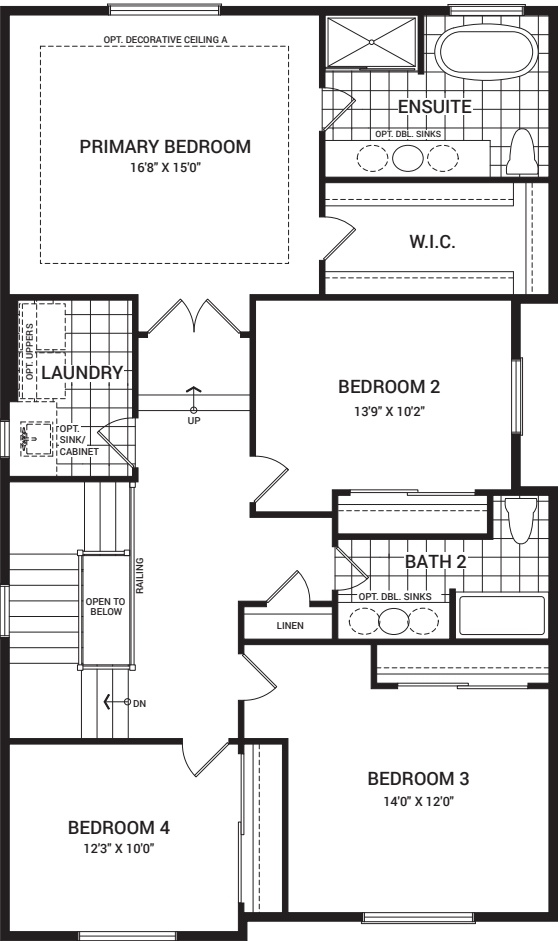 OPT. DECORATIVE CEILING A
PRIMARY BEDROOM
16'8" X 15'0"
ENSUITE
OPT. DBL. SINKS
W.I.C.
OPT. UPPERS
LAUNDRY
OPT.
SINK/
CABINET
UP
BEDROOM 2
13'9" X 10'2"
RAILING
OPEN TO
BELOW
BATH 2
OPT. DBL. SINKS
LINEN
DN
BEDROOM 3
14'0" X 12'0"
BEDROOM 4
12'3" X 10'0"